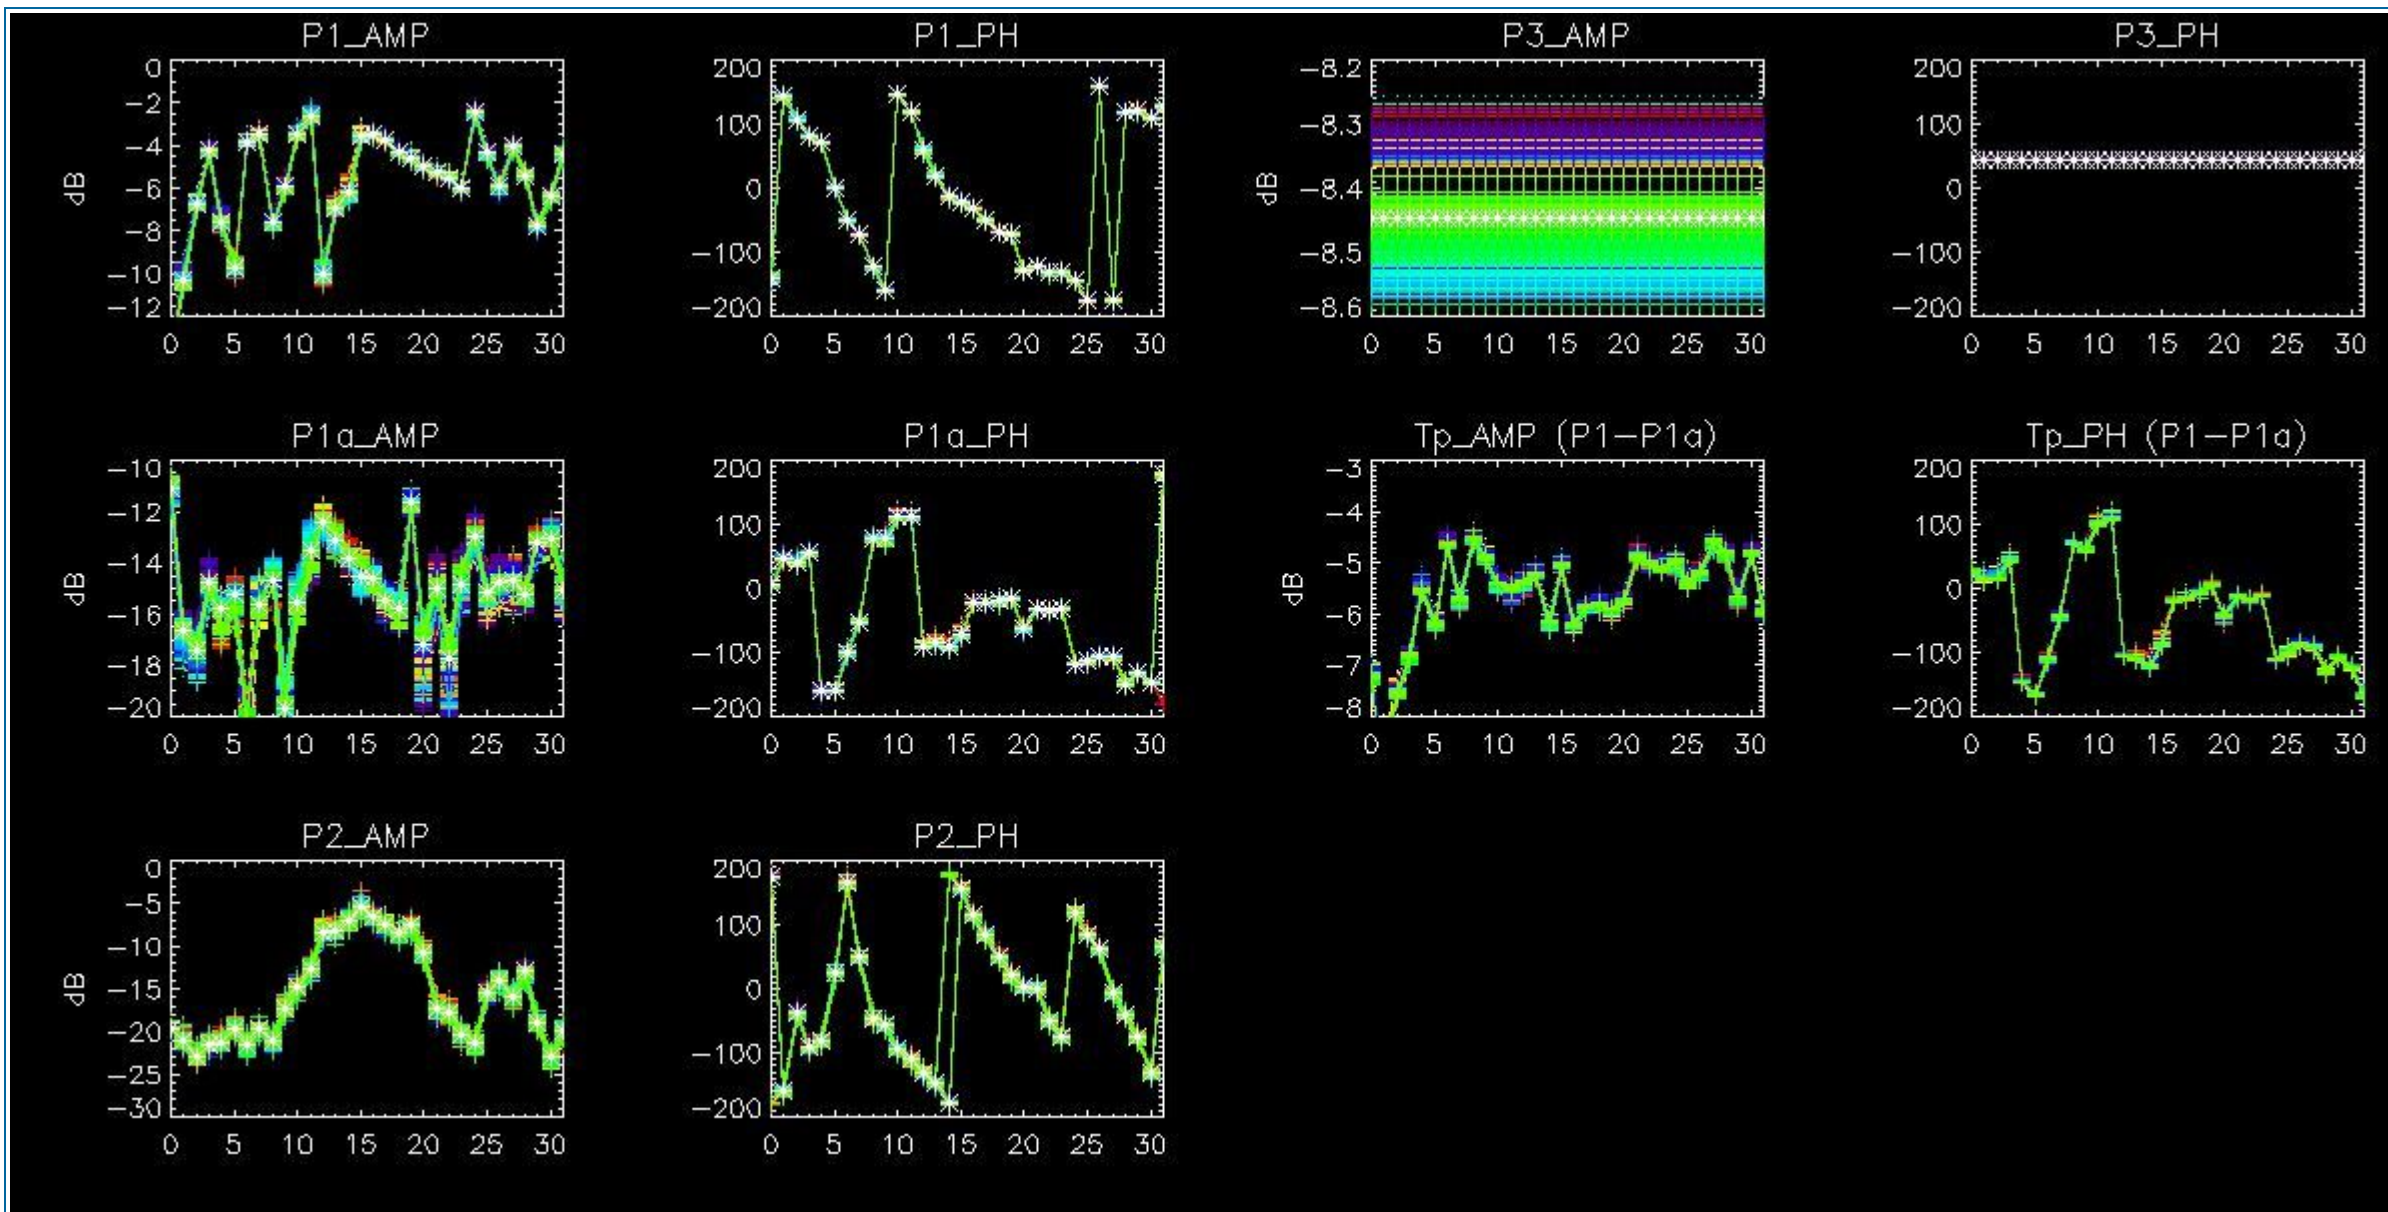 P1_AMP
0
−2
−4
−6
−8
−10
−12
dB
0 5 10 15 20 25 30
P1_PH
200
100
0
−100
−200
0 5 10 15 20 25 30
P3_AMP
−8.2
−8.3
−8.4
−8.5
−8.6
dB
0 5 10 15 20 25 30
P3_PH
200
100
0
−100
−200
0 5 10 15 20 25 30
P1a_AMP
−10
−12
−14
−16
−18
−20
dB
0 5 10 15 20 25 30
P1a_PH
200
100
0
−100
−200
0 5 10 15 20 25 30
Tp_AMP (P1−P1a)
−3
−4
−5
−6
−7
−8
dB
0 5 10 15 20 25 30
Tp_PH (P1−P1a)
200
100
0
−100
−200
0 5 10 15 20 25 30
P2_AMP
0
−5
−10
−15
−20
−25
−30
dB
0 5 10 15 20 25 30
P2_PH
200
100
0
−100
−200
0 5 10 15 20 25 30